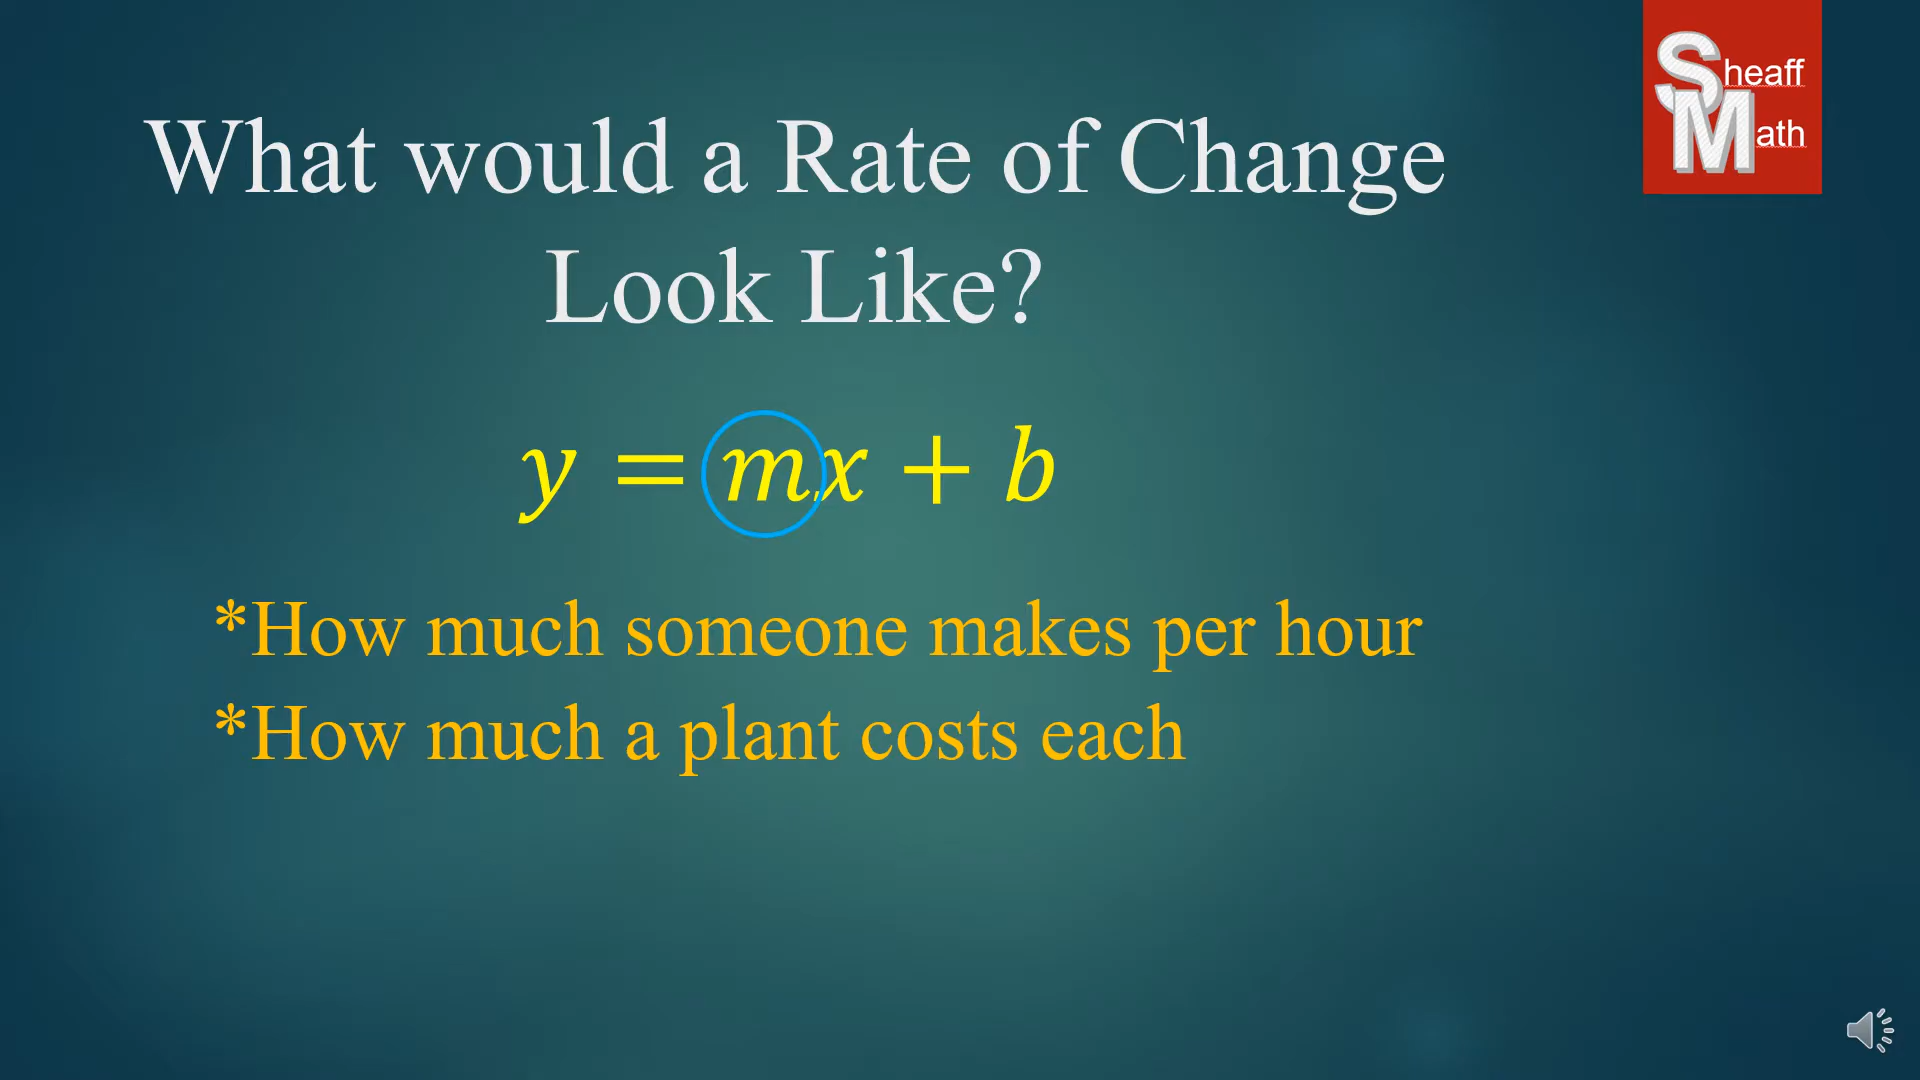 What would a Rate of Change
Look Like?
Sheaff
Math
y = mx + b
*How much someone makes per hour
*How much a plant costs each